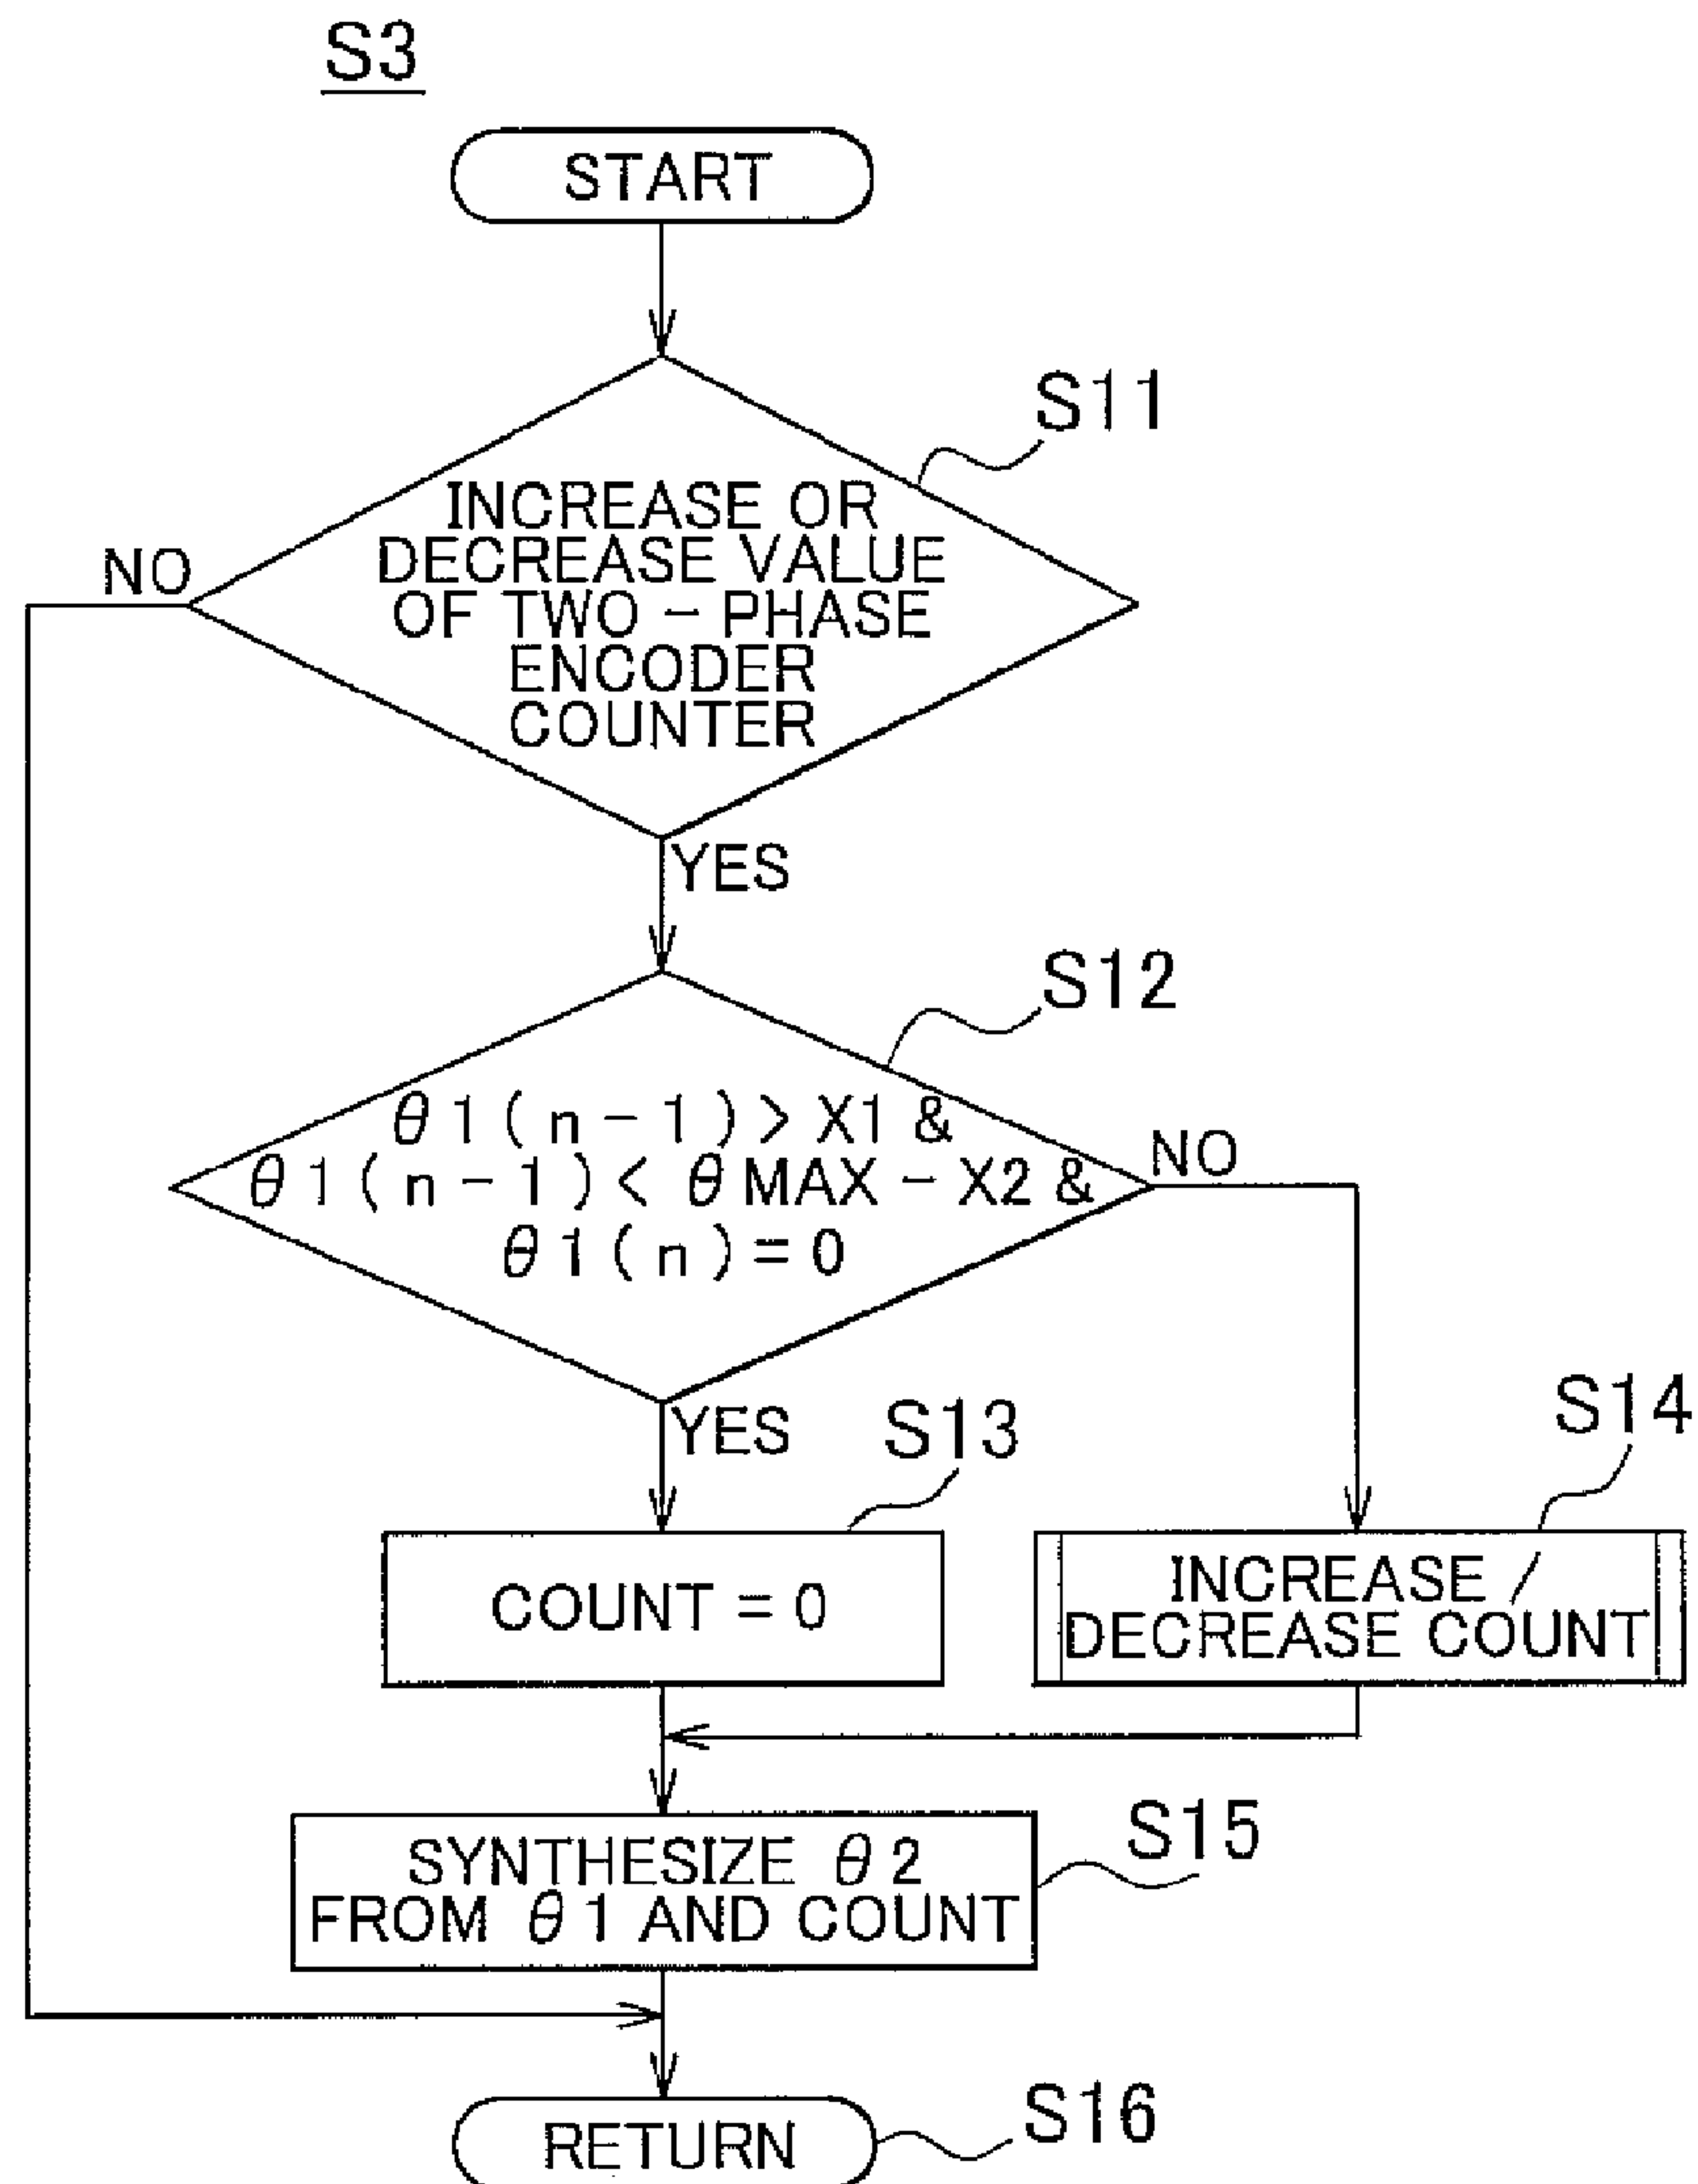 S3
START
S11
INCREASE OR
DECREASE VALUE
OF TWO - PHASE
ENCODER
COUNTER
NO
YES
S12
θ1(n-1)>X1 &
θ1(n-1)<θMAX-X2 &
θ1(n)=0
NO
YES
S13
S14
COUNT = 0
INCREASE
DECREASE COUNT
S15
SYNTHESIZE θ2
FROM θ1 AND COUNT
RETURN
S16